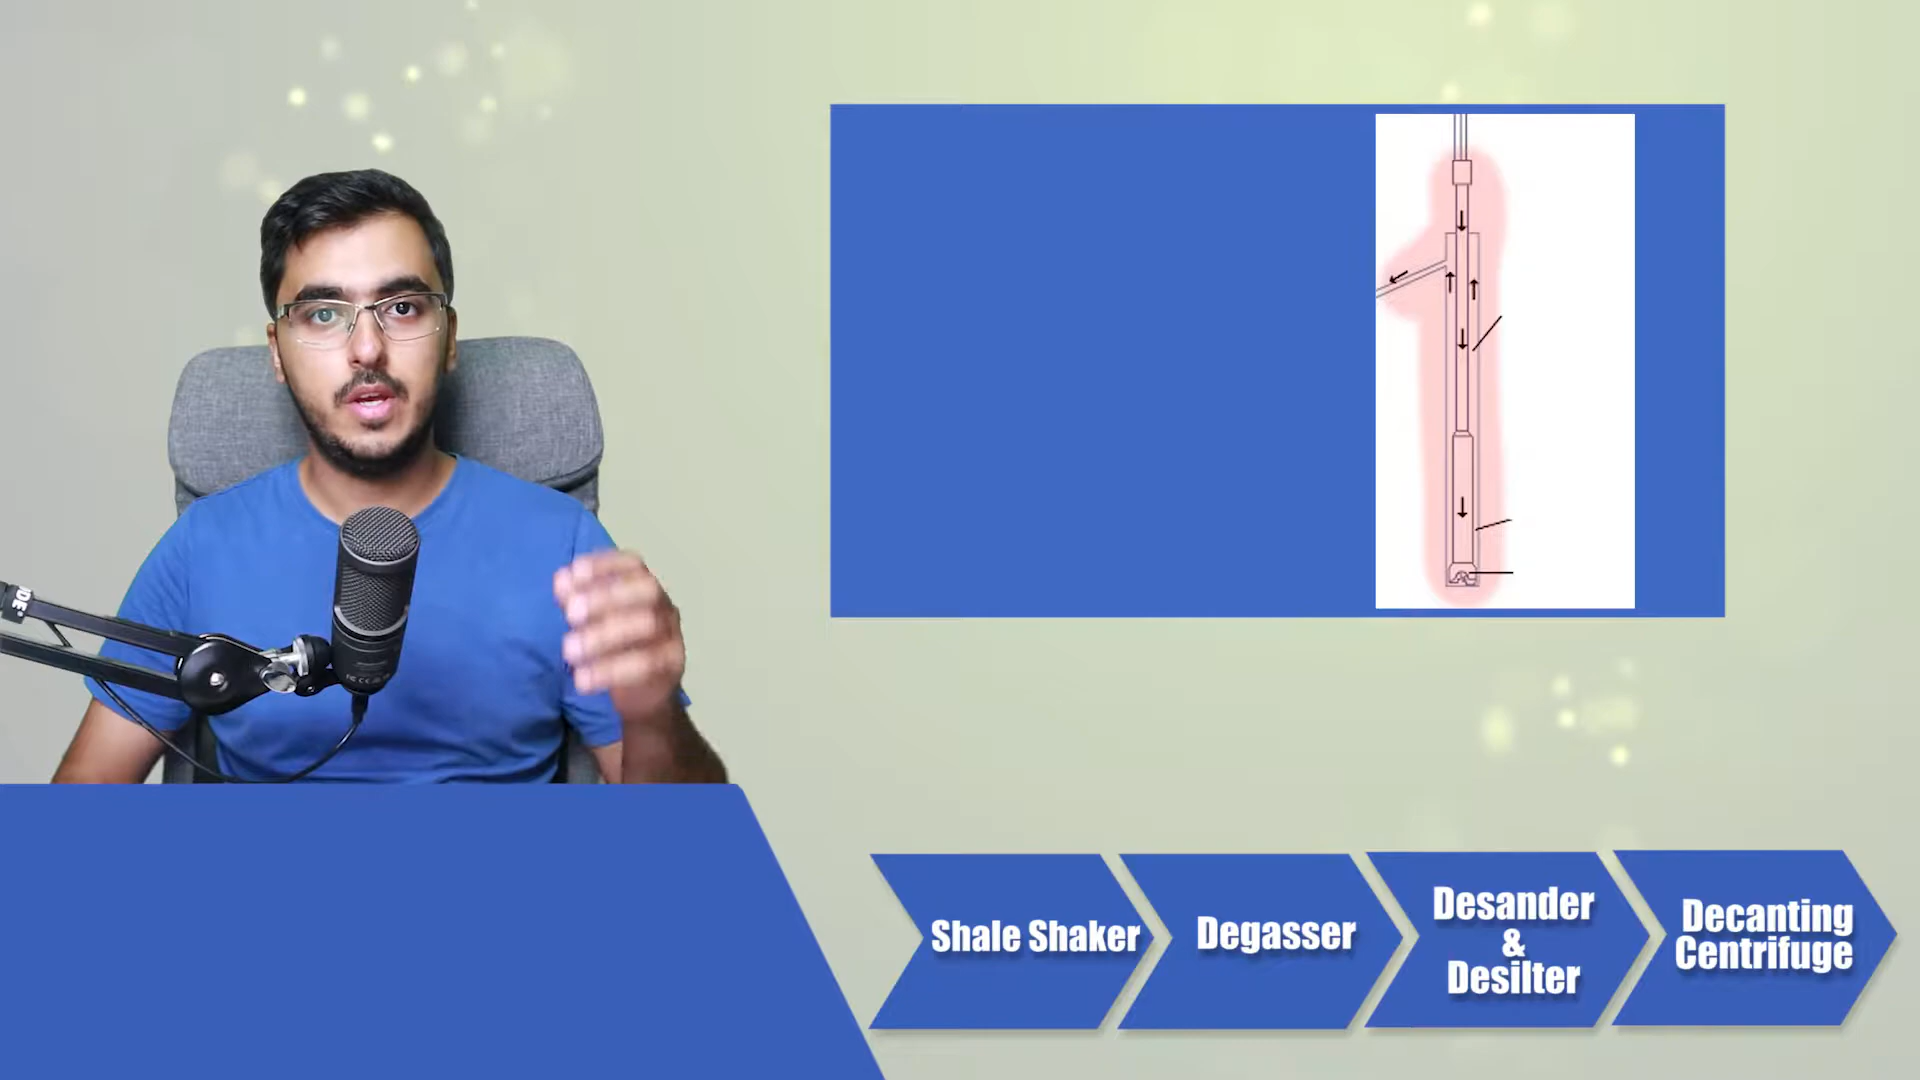 Shale Shaker
Degasser
Desander
&
Desilter
Decanting
Centrifuge